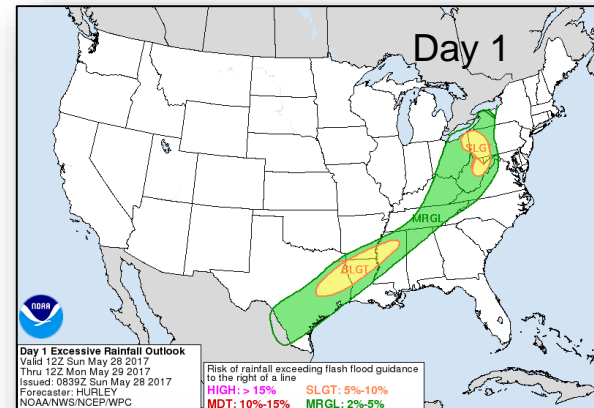 Day 1
SLGT
MRGL
SLGT
NOAA
Day 1 Excessive Rainfall Outlook
Valid 12Z Sun May 28 2017
Thru 12Z Mon May 29 2017
Issued: 0839Z Sun May 28 2017
Forecaster: HURLEY
NOAA/NWS/NCEP/WPC
Risk of rainfall exceeding flash flood guidance
to the right of a line
HIGH: > 15% SLGT: 5%-10%
MDT: 10%-15% MRGL: 2%-5%